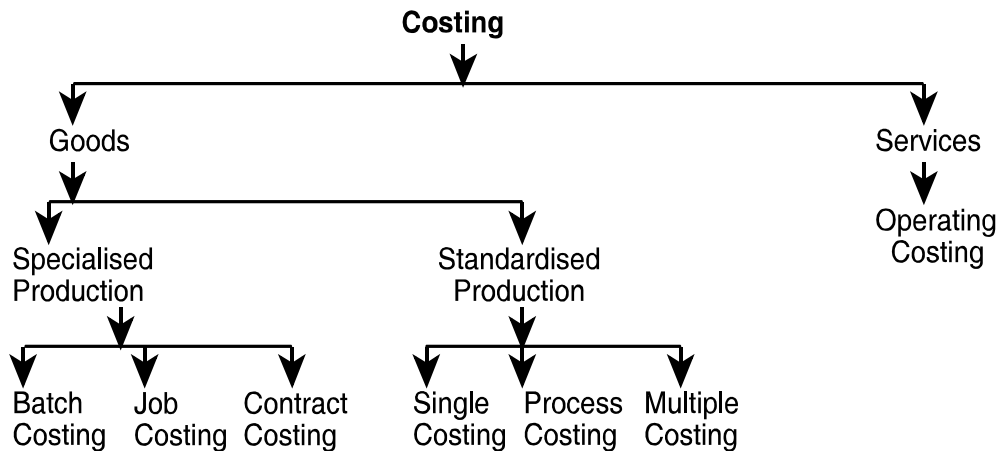 Costing
Goods
Services
Operating
Costing
Specialised
Production
Standardised
Production
Batch
Costing
Job
Costing
Contract
Costing
Single
Costing
Process
Costing
Multiple
Costing